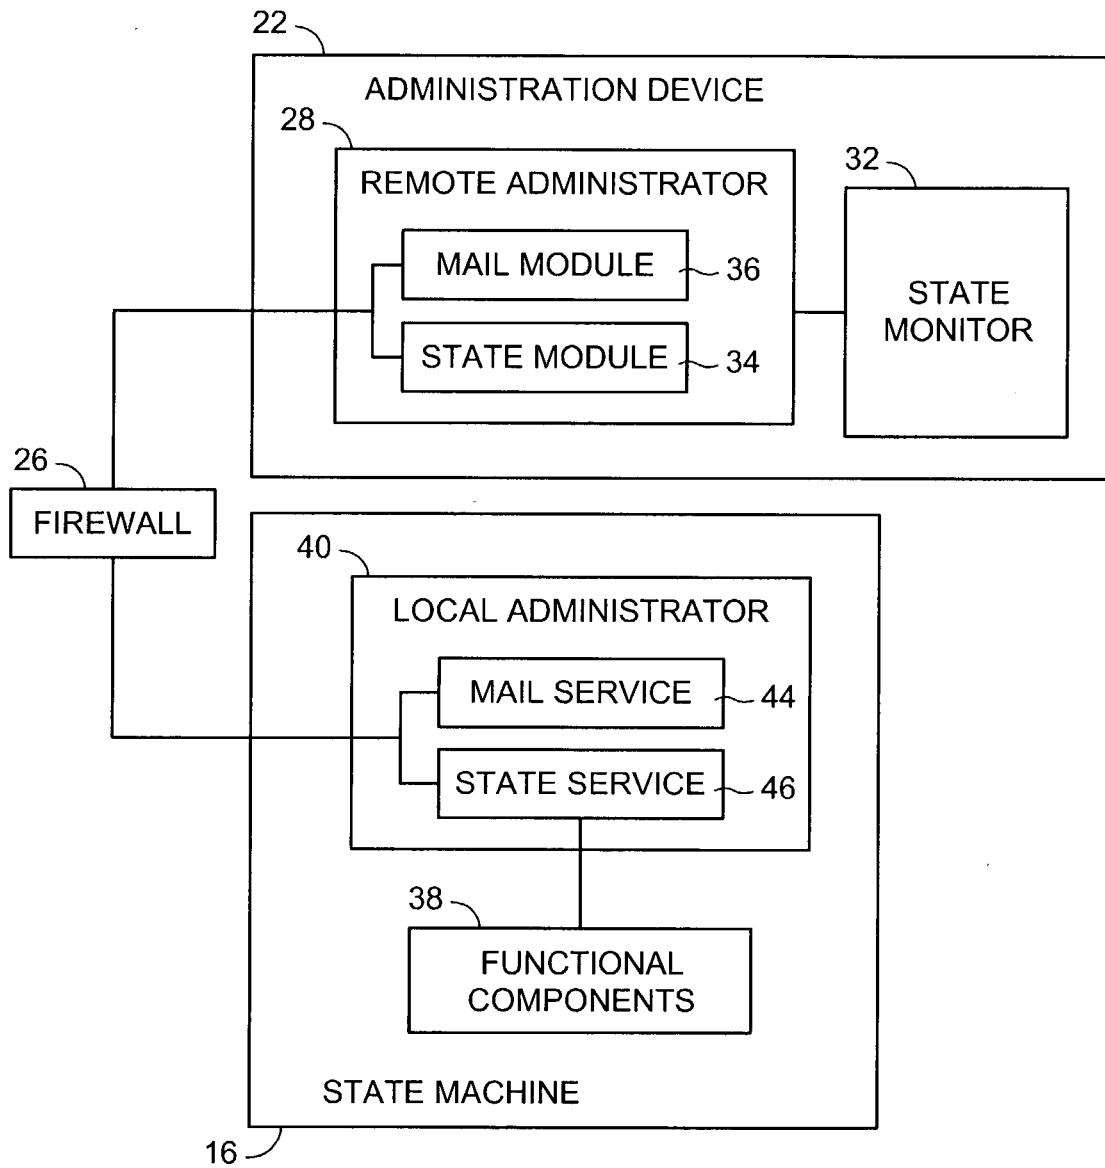 22
ADMINISTRATION DEVICE
28
REMOTE ADMINISTRATOR
32
MAIL MODULE
36
STATE MODULE
34
STATE
MONITOR
26
FIREWALL
40
LOCAL ADMINISTRATOR
MAIL SERVICE
44
STATE SERVICE
46
38
FUNCTIONAL
COMPONENTS
STATE MACHINE
16